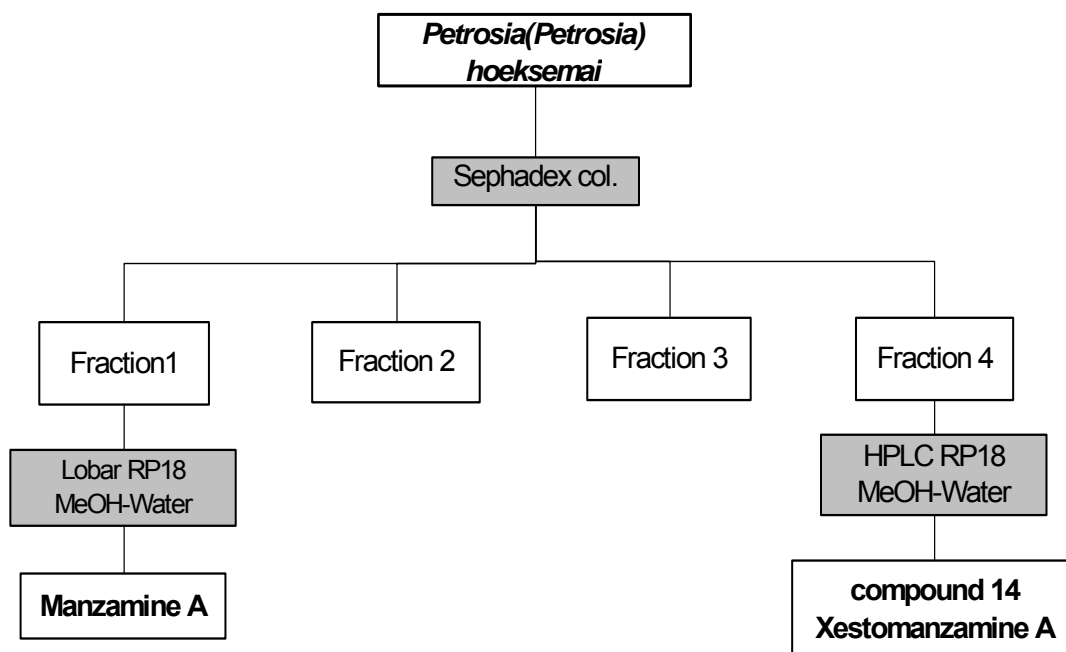 Petrosia(Petrosia)
hoeksemai
Sephadex col.
Fraction1
Fraction 2
Fraction 3
Fraction 4
Lobar RP18
MeOH-Water
HPLC RP18
MeOH-Water
Manzamine A
compound 14
Xestomanzamine A